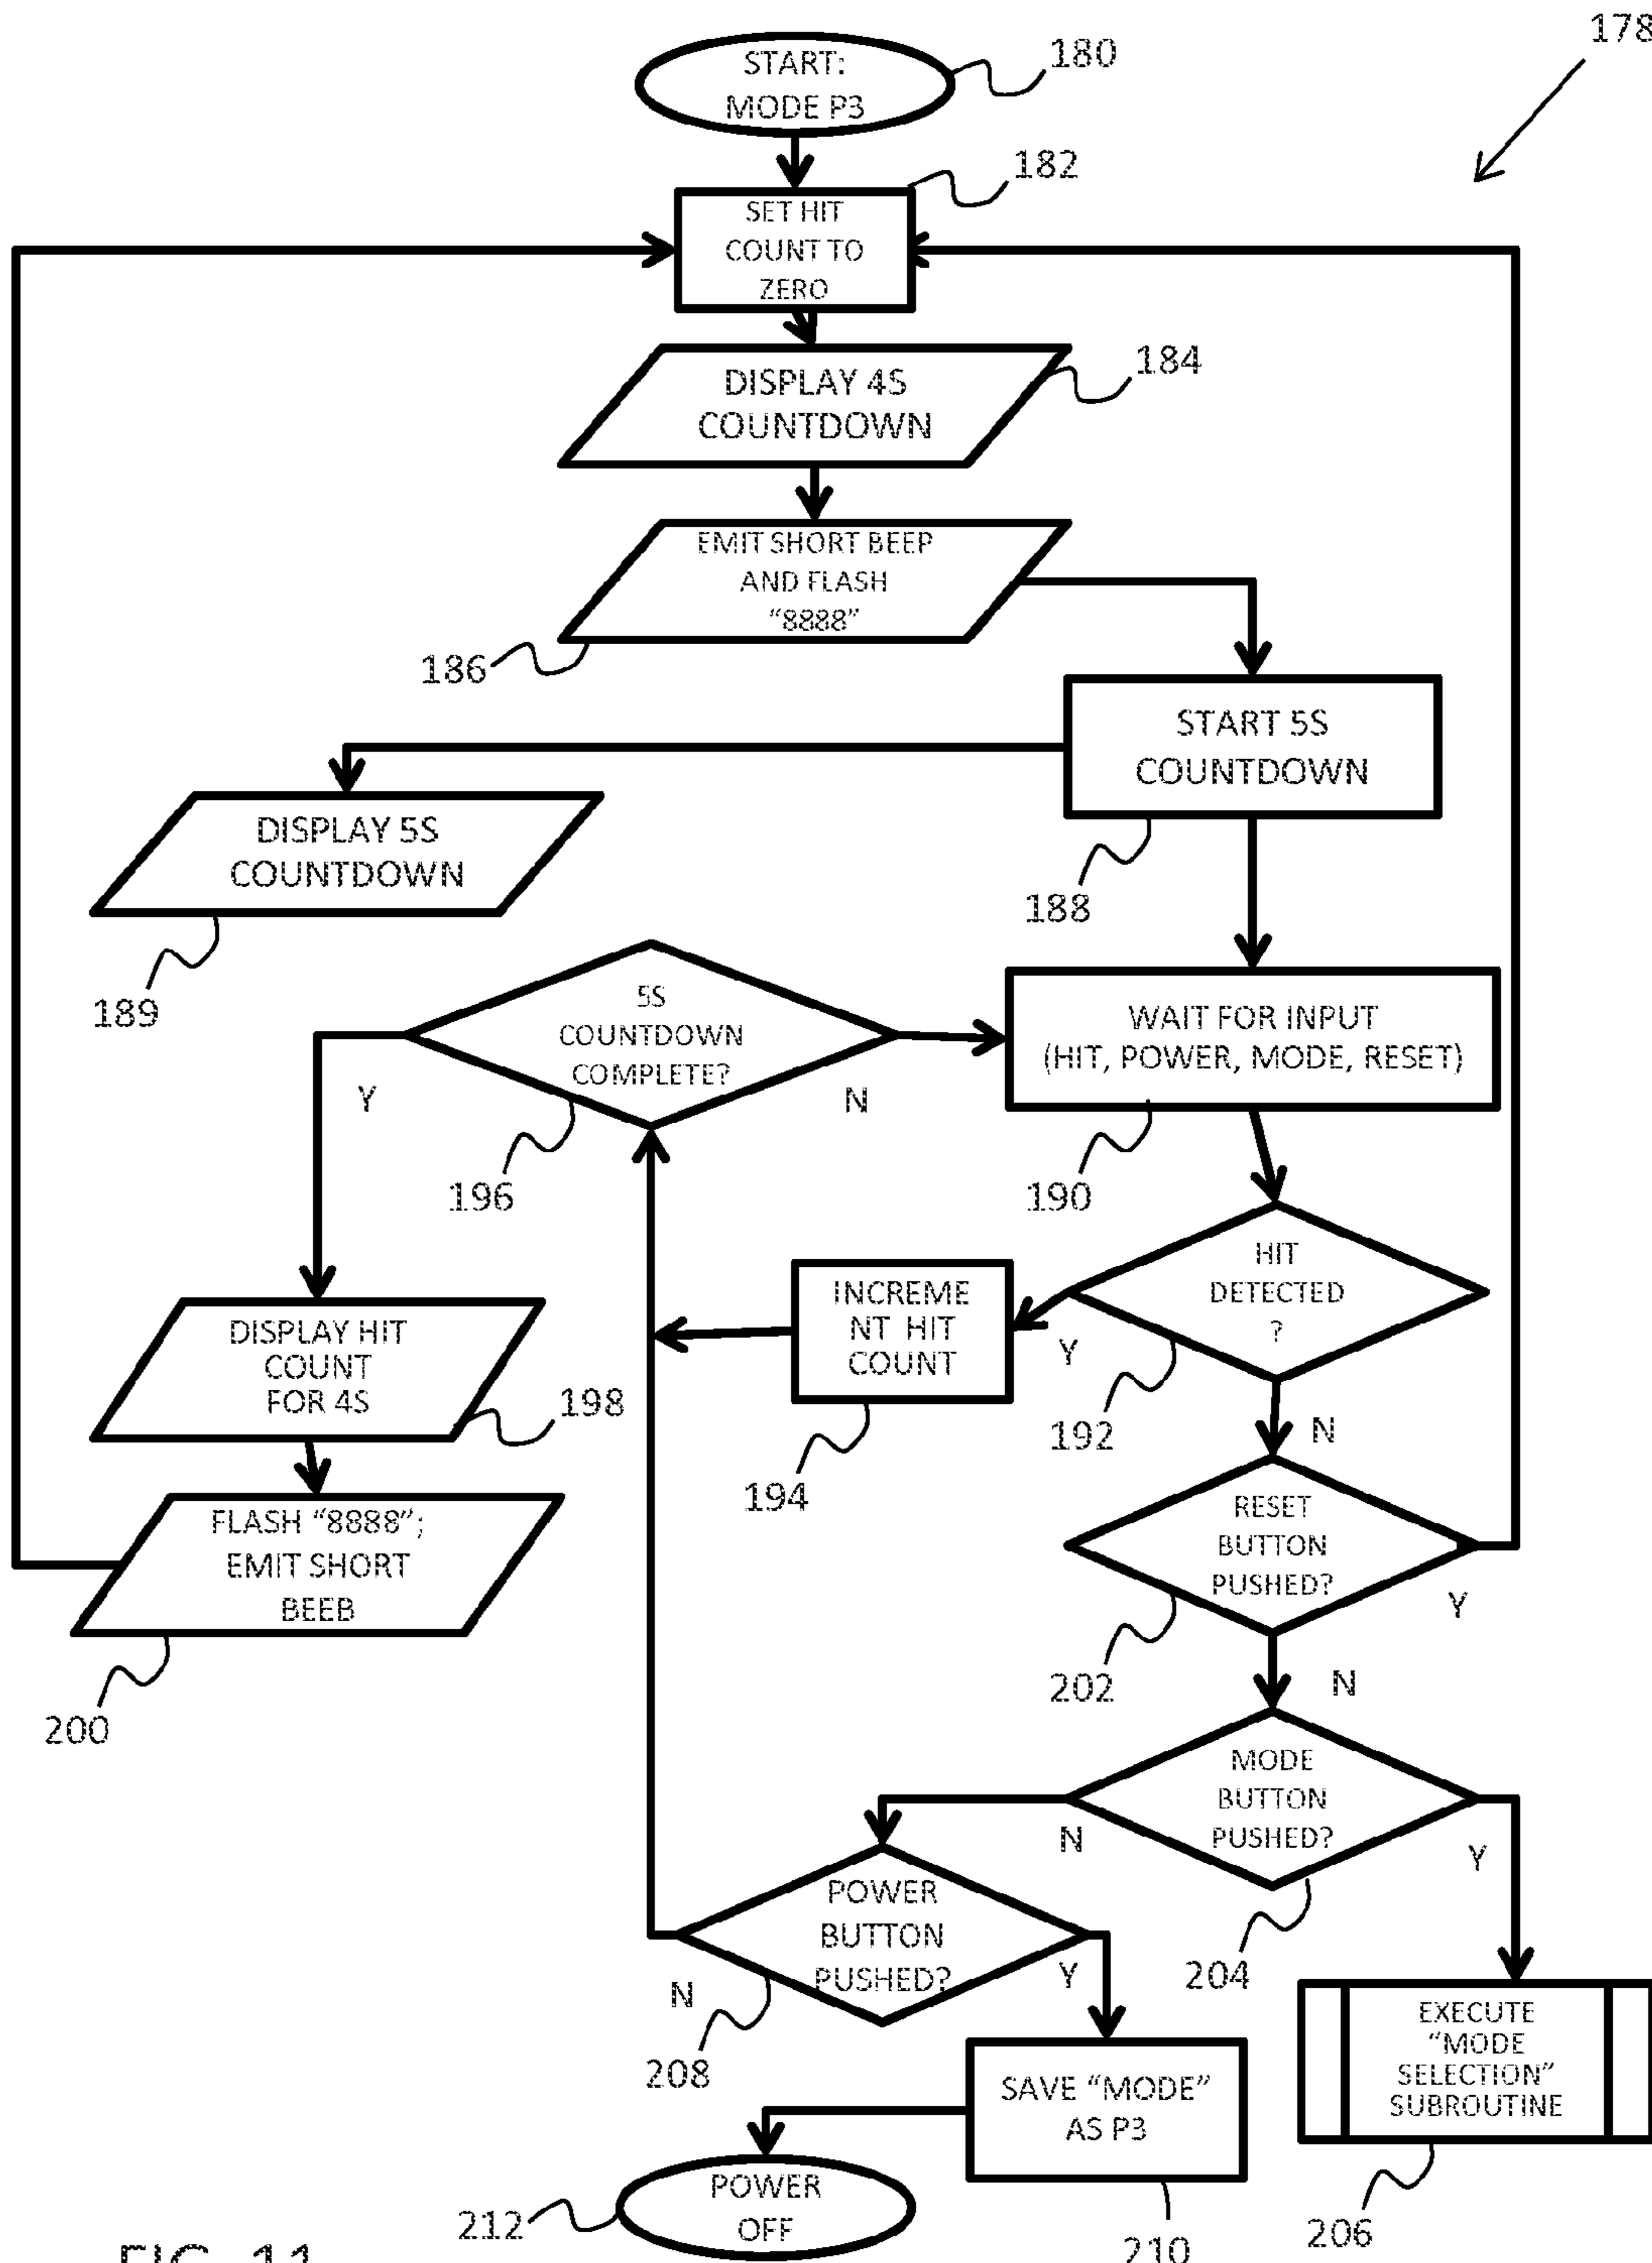 178
START:
MODE P3
180
182
SET HIT
COUNT TO
ZERO
DISPLAY 4S
COUNTDOWN
184
EMIT SHORT BEEP
AND FLASH
“8888”
186
START 5S
COUNTDOWN
188
DISPLAY 5S
COUNTDOWN
189
5S
COUNTDOWN
COMPLETE?
Y
N
196
WAIT FOR INPUT
(HIT, POWER, MODE, RESET)
190
HIT
DETECTED
?
Y
192
N
INCREME
NT HIT
COUNT
194
DISPLAY HIT
COUNT
FOR 4S
198
FLASH “8888”;
EMIT SHORT
BEEB
200
RESET
BUTTON
PUSHED?
Y
202
N
MODE
BUTTON
PUSHED?
N
Y
204
POWER
BUTTON
PUSHED?
N
Y
208
EXECUTE
“MODE
SELECTION”
SUBROUTINE
206
SAVE “MODE”
AS P3
210
POWER
OFF
212
FIG. 11